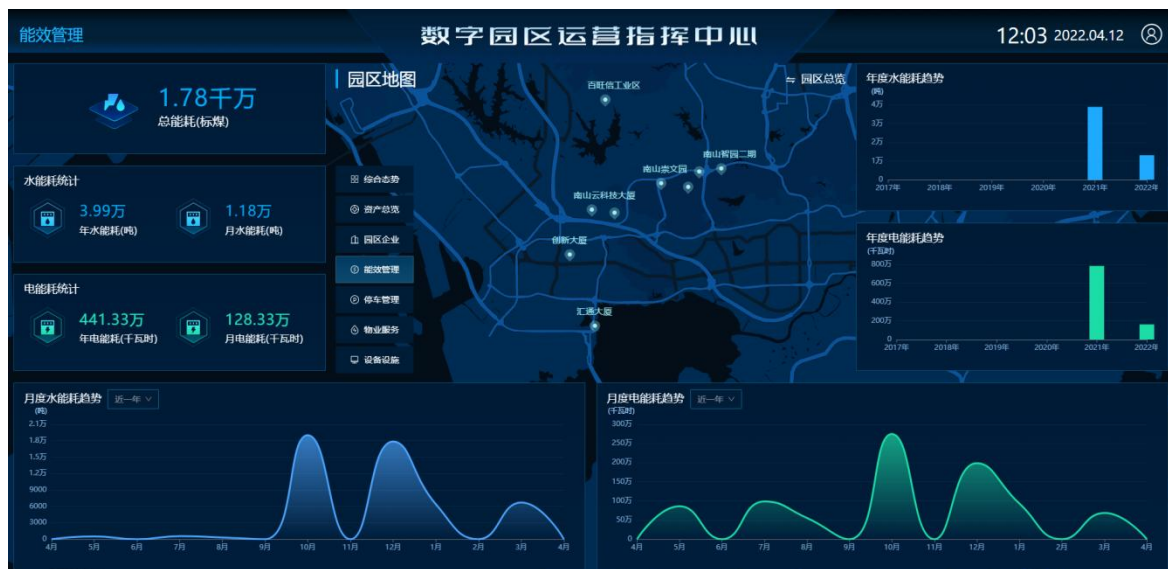 能效管理
数字园区运营指挥中心
12:03 2022.04.12
1.78千万
总能耗(标煤)
水能耗统计
3.99万
年水能耗(吨)
1.18万
月水能耗(吨)
电能耗统计
441.33万
年电能耗(千瓦时)
128.33万
月电能耗(千瓦时)
园区地图
园区总览
综合态势
资产总览
园区企业
能效管理
停车管理
物业服务
设备设施
百旺信工业区
南山智园二期
南山崇文园
南山云科技大厦
创新大厦
汇通大厦
年度水能耗趋势
(吨)
4万
3万
2万
1万
0
2017年 2018年 2019年 2020年 2021年 2022年
年度电能耗趋势
(千瓦时)
800万
600万
400万
200万
0
2017年 2018年 2019年 2020年 2021年 2022年
月度水能耗趋势 近一年
(吨)
2.1万
1.8万
1.5万
1.2万
9000
6000
3000
0
4月 5月 6月 7月 8月 9月 10月 11月 12月 1月 2月 3月 4月
月度电能耗趋势 近一年
(千瓦时)
300万
250万
200万
150万
100万
50万
0
4月 5月 6月 7月 8月 9月 10月 11月 12月 1月 2月 3月 4月